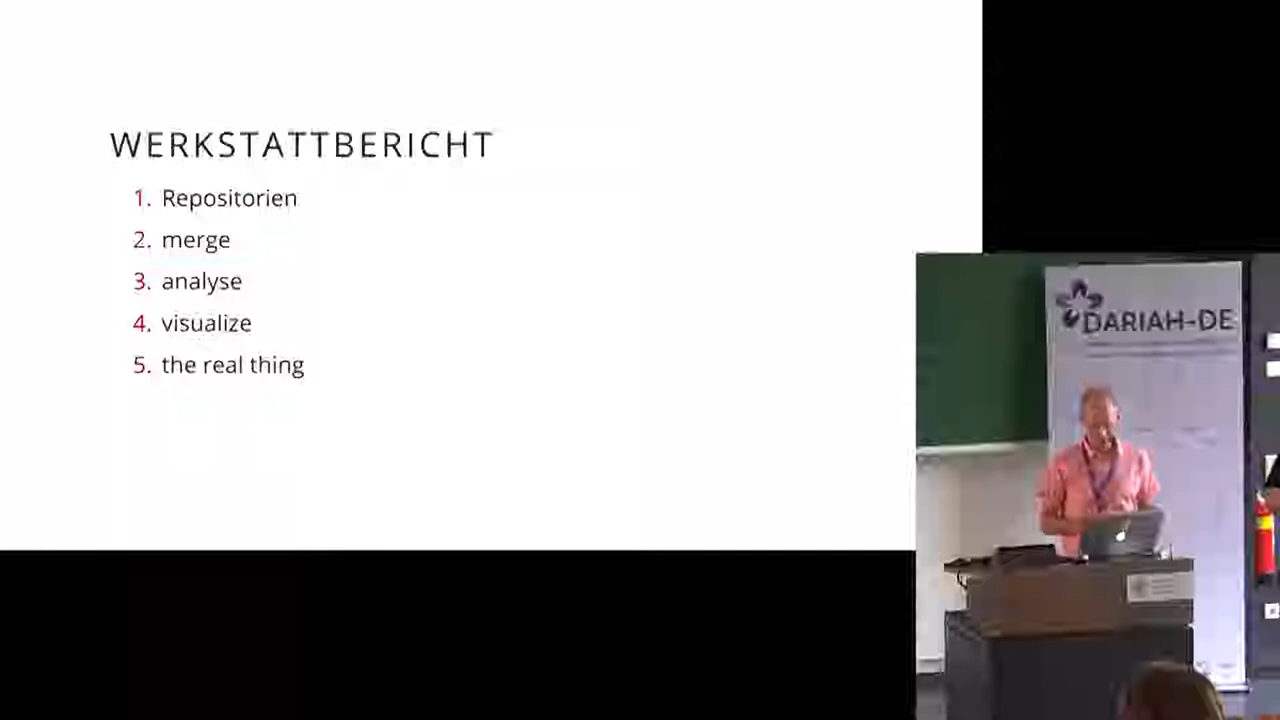 WERKSTATTBERICHT
1. Repositorien
2. merge
3. analyse
4. visualize
5. the real thing
DARIAH-DE